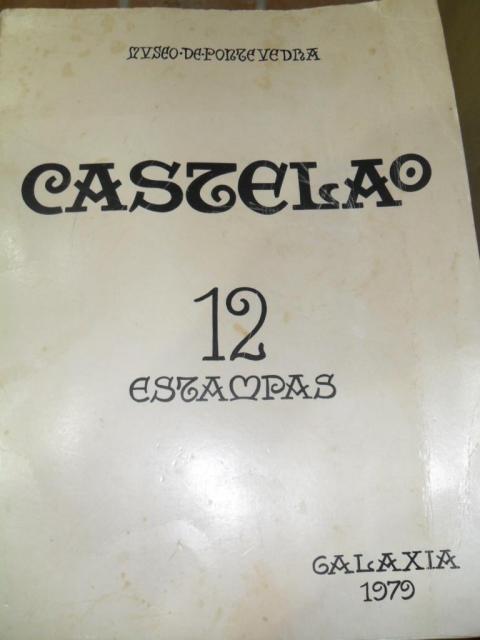 MUSEO·DE·PONTEVEDRA
CASTELAO
12
ESTAMPAS
GALAXIA
1979